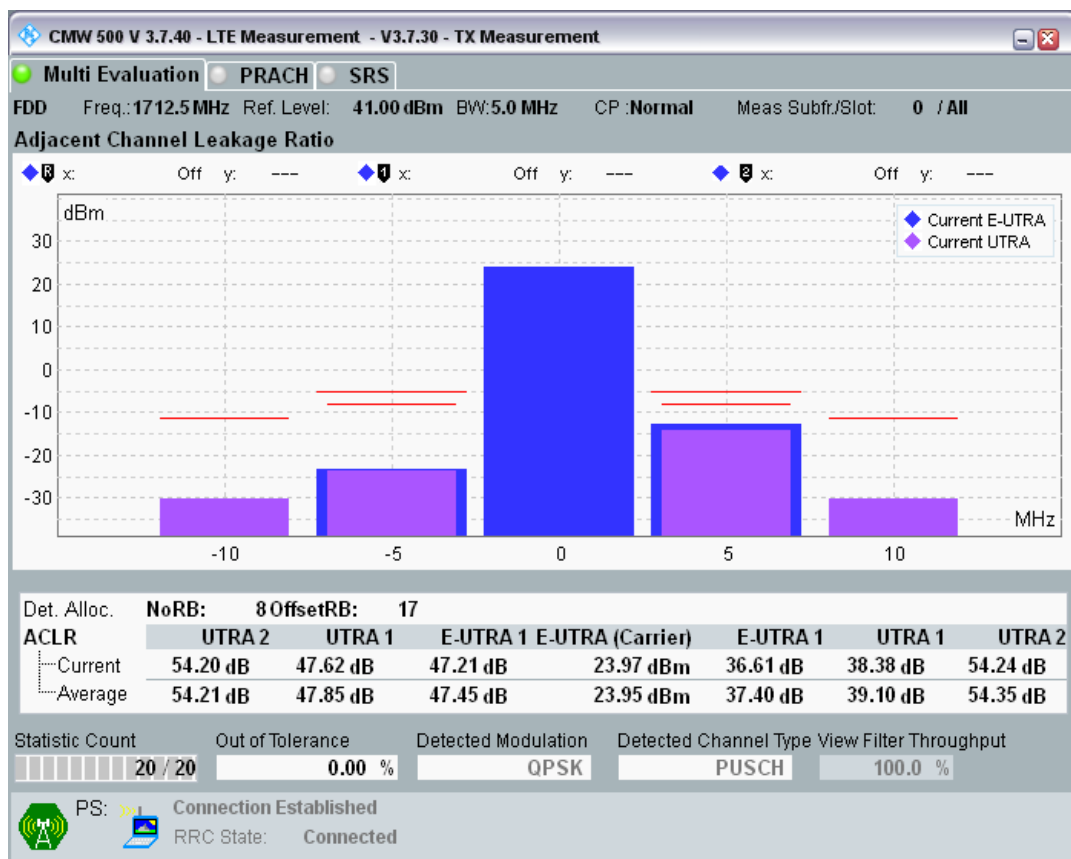 CMW 500 V 3.7.40 - LTE Measurement - V3.7.30 - TX Measurement
Multi Evaluation PRACH SRS
FDD Freq.:1712.5 MHz Ref. Level: 41.00 dBm BW:5.0 MHz CP :Normal Meas Subfr./Slot: 0 / All
Adjacent Channel Leakage Ratio
R x: Off y: --- 1 x: Off y: --- 2 x: Off y: ---
dBm
Current E-UTRA
Current UTRA
30
20
10
0
-10
-20
-30
MHz
-10 -5 0 5 10
Det. Alloc. NoRB: 8 OffsetRB: 17
ACLR UTRA 2 UTRA 1 E-UTRA 1 E-UTRA (Carrier) E-UTRA 1 UTRA 1 UTRA 2
Current 54.20 dB 47.62 dB 47.21 dB 23.97 dBm 36.61 dB 38.38 dB 54.24 dB
Average 54.21 dB 47.85 dB 47.45 dB 23.95 dBm 37.40 dB 39.10 dB 54.35 dB
Statistic Count Out of Tolerance Detected Modulation Detected Channel Type View Filter Throughput
20 / 20 0.00 % QPSK PUSCH 100.0 %
PS: Connection Established
RRC State: Connected